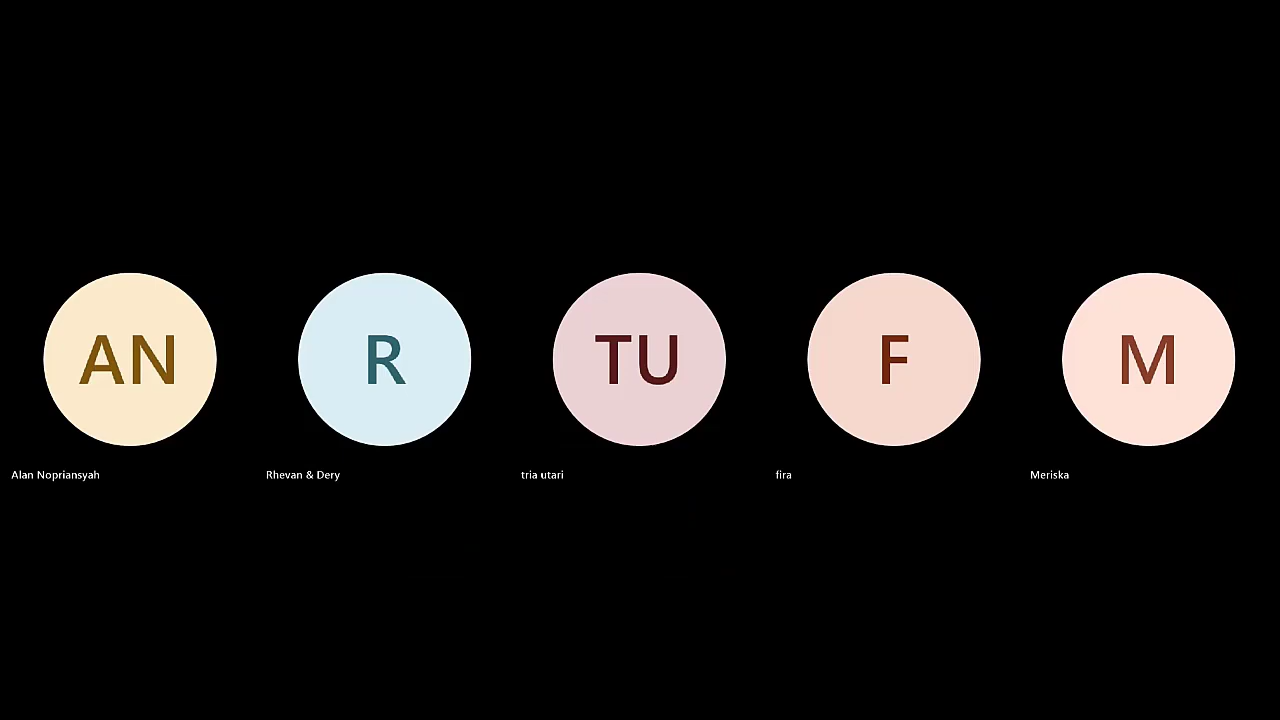 AN
R
TU
F
M
Alan Nopriansyah
Rhevan & Dery
tria utari
fira
Meriska